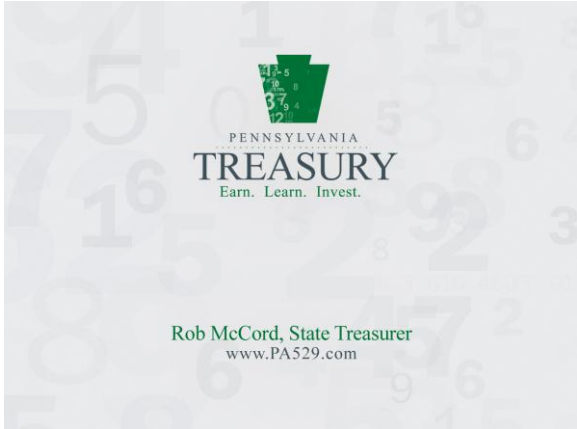 PENNSYLVANIA
TREASURY
Earn. Learn. Invest.
Rob McCord, State Treasurer
www.PA529.com